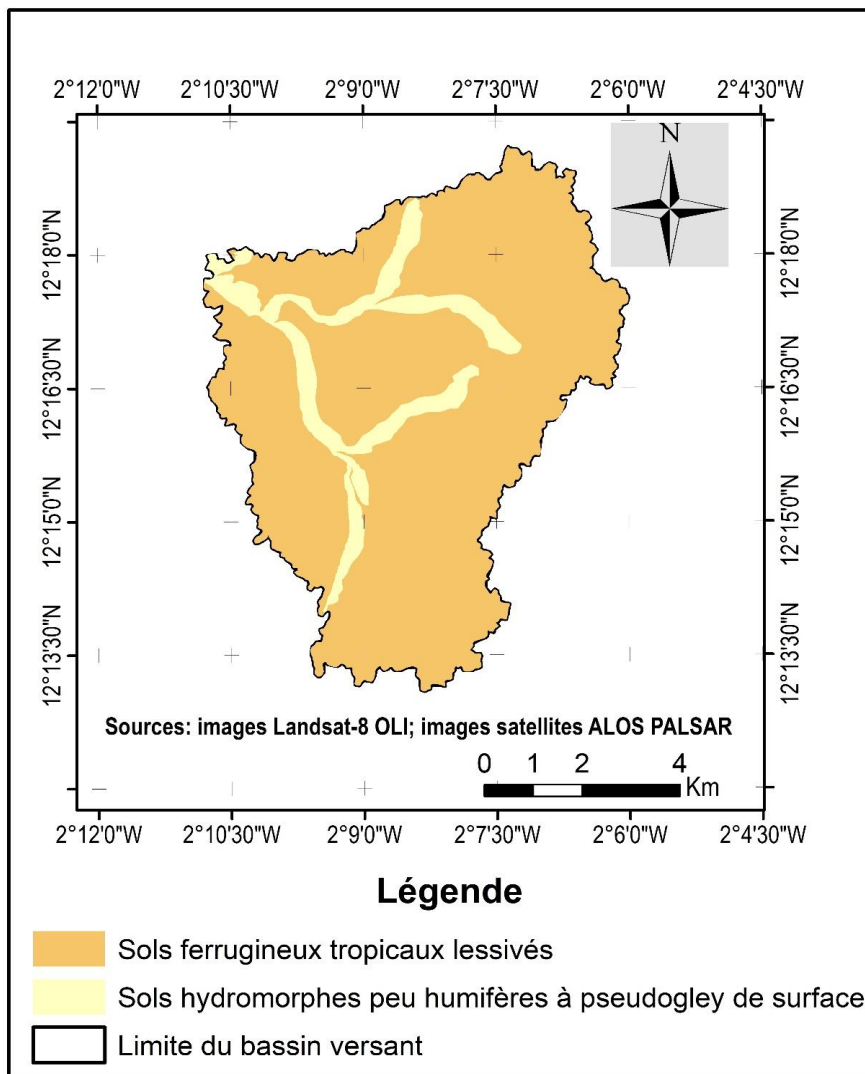 2°12'0"W 2°10'30"W 2°9'0"W 2°7'30"W 2°6'0"W 2°4'30"W
N
12°18'0"N 12°18'0"N
12°16'30"N 12°16'30"N
12°15'0"N 12°15'0"N
12°13'30"N 12°13'30"N
Sources: images Landsat-8 OLI; images satellites ALOS PALSAR
0 1 2 4
Km
2°12'0"W 2°10'30"W 2°9'0"W 2°7'30"W 2°6'0"W 2°4'30"W
Légende
Sols ferrugineux tropicaux lessivés
Sols hydromorphes peu humifères à pseudogley de surface
Limite du bassin versant